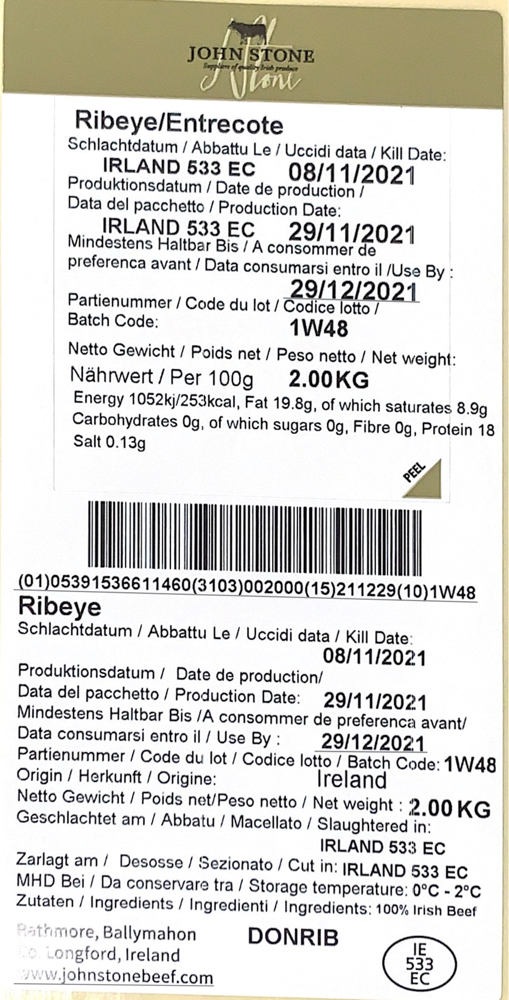 JOHN STONE
Suppliers of quality Irish produce
Ribeye/Entrecote
Schlachtdatum / Abbattu Le / Uccidi data / Kill Date:
IRLAND 533 EC 08/11/2021
Produktionsdatum / Date de production /
Data del pacchetto / Production Date:
IRLAND 533 EC 29/11/2021
Mindestens Haltbar Bis / A consommer de
preferenca avant / Data consumarsi entro il /Use By :
29/12/2021
Partienummer / Code du lot / Codice lotto /
Batch Code: 1W48
Netto Gewicht / Poids net / Peso netto / Net weight:
Nährwert / Per 100g 2.00KG
Energy 1052kj/253kcal, Fat 19.8g, of which saturates 8.9g
Carbohydrates 0g, of which sugars 0g, Fibre 0g, Protein 18
Salt 0.13g
PEEL
(01)05391536611460(3103)002000(15)211229(10)1W48
Ribeye
Schlachtdatum / Abbattu Le / Uccidi data / Kill Date:
08/11/2021
Produktionsdatum / Date de production/
Data del pacchetto / Production Date: 29/11/2021
Mindestens Haltbar Bis /A consommer de preferenca avant/
Data consumarsi entro il / Use By : 29/12/2021
Partienummer / Code du lot / Codice lotto / Batch Code: 1W48
Origin / Herkunft / Origine: Ireland
Netto Gewicht / Poids net/Peso netto / Net weight : 2.00 KG
Geschlachtet am / Abbatu / Macellato / Slaughtered in:
IRLAND 533 EC
Zarlagt am / Desosse / Sezionato / Cut in: IRLAND 533 EC
MHD Bei / Da conservare tra / Storage temperature: 0°C - 2°C
Zutaten / Ingredients / Ingredienti / Ingredients: 100% Irish Beef
Rathmore, Ballymahon DONRIB
Co. Longford, Ireland
www.johnstonebeef.com
IE
533
EC